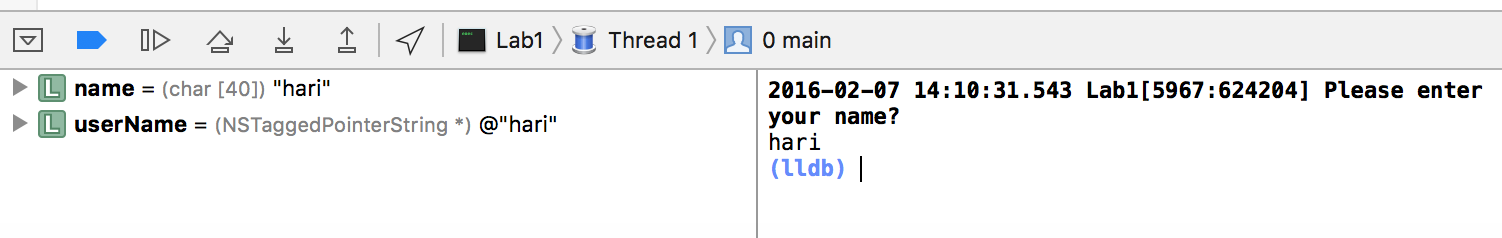 Lab1 Thread 1 0 main
L name = (char [40]) "hari"
L userName = (NSTaggedPointerString *) @"hari"
2016-02-07 14:10:31.543 Lab1[5967:624204] Please enter
your name?
hari
(lldb)